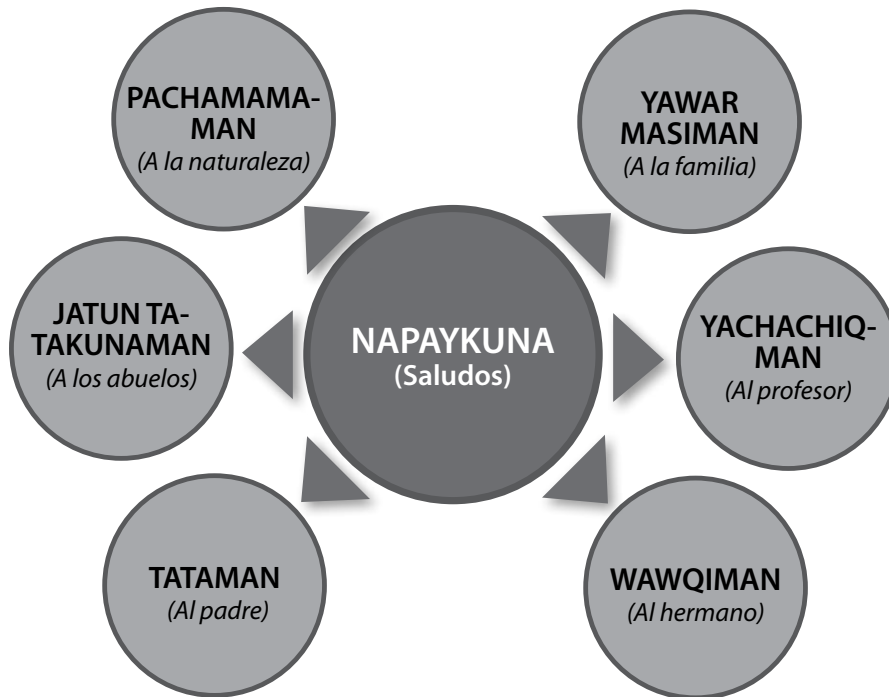 PACHAMAMA-
MAN
(A la naturaleza)
YAWAR
MASIMAN
(A la familia)
JATUN TA-
TAKUNAMAN
(A los abuelos)
NAPAYKUNA
(Saludos)
YACHACHIQ-
MAN
(Al profesor)
TATAMAN
(Al padre)
WAWQIMAN
(Al hermano)